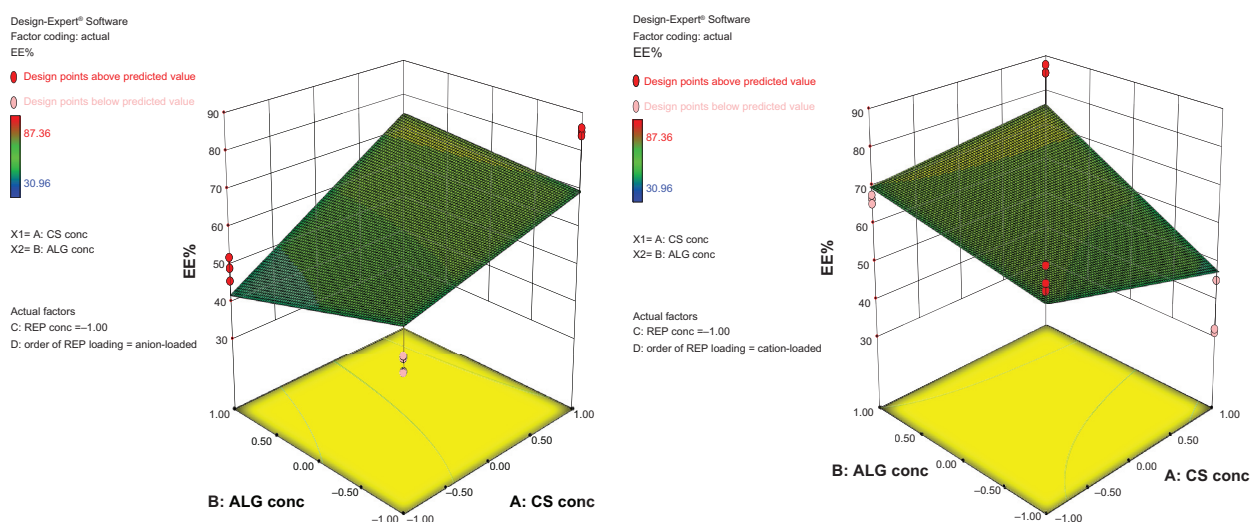 Design-Expert® Software
Factor coding: actual
EE%
Design points above predicted value
Design points below predicted value
87.36
30.96
X1= A: CS conc
X2= B: ALG conc
Actual factors
C: REP conc =–1.00
D: order of REP loading = anion-loaded
EE%
90
80
70
60
50
40
30
1.00
0.50
0.00
–0.50
–1.00
B: ALG conc
–1.00
–0.50
0.00
0.50
1.00
A: CS conc
Design-Expert® Software
Factor coding: actual
EE%
Design points above predicted value
Design points below predicted value
87.36
30.96
X1= A: CS conc
X2= B: ALG conc
Actual factors
C: REP conc =–1.00
D: order of REP loading = cation-loaded
EE%
90
80
70
60
50
40
30
1.00
0.50
0.00
–0.50
–1.00
B: ALG conc
–1.00
–0.50
0.00
0.50
1.00
A: CS conc